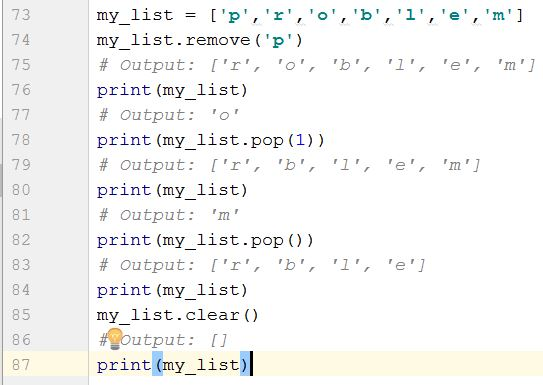 73 my_list = ['p','r','o','b','l','e','m']
74 my_list.remove('p')
75 # Output: ['r', 'o', 'b', 'l', 'e', 'm']
76 print(my_list)
77 # Output: 'o'
78 print(my_list.pop(1))
79 # Output: ['r', 'b', 'l', 'e', 'm']
80 print(my_list)
81 # Output: 'm'
82 print(my_list.pop())
83 # Output: ['r', 'b', 'l', 'e']
84 print(my_list)
85 my_list.clear()
86 # Output: []
87 print(my_list)